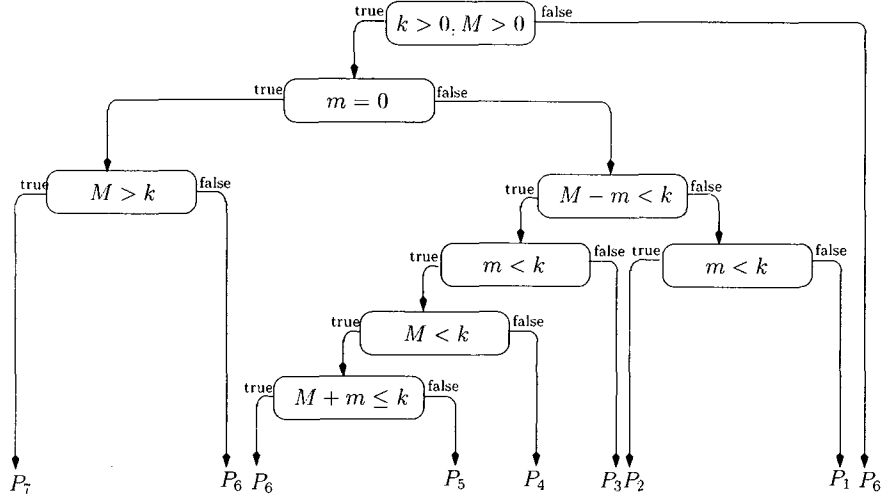 true k > 0, M > 0 false
true m = 0 false
true M > k false true M − m < k false
true m < k false true m < k false
true M < k false
true M + m ≤ k false
P7 P6 P6 P5 P4 P3 P2 P1 P6